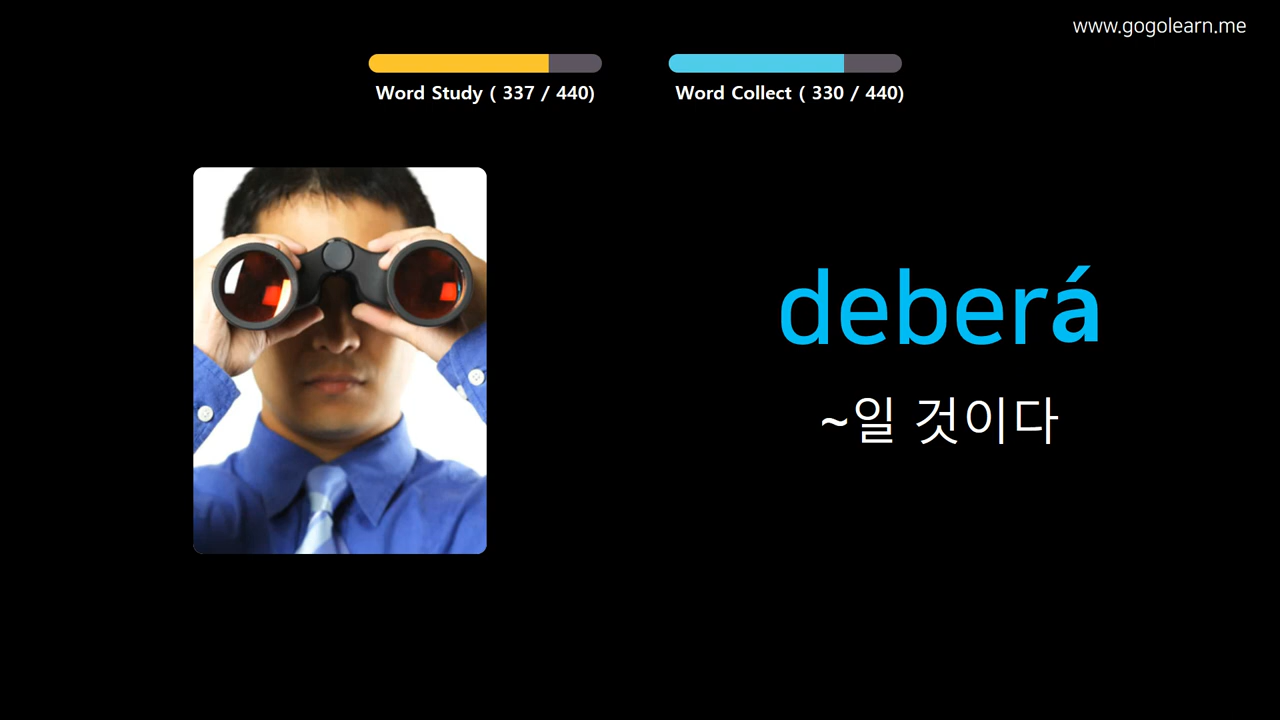 www.gogolearn.me
Word Study ( 337 / 440)
Word Collect ( 330 / 440)
deberá
~일 것이다